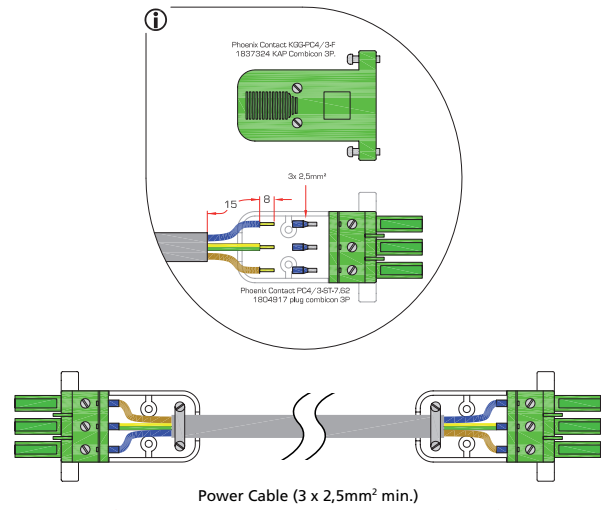 i
Phoenix Contact KGG-PC4/3-F
1837324 KAP Combicon 3P.
3x 2,5mm²
15
8
Phoenix Contact PC4/3-ST-7.62
1804917 plug combicon 3P
Power Cable (3 x 2,5mm² min.)